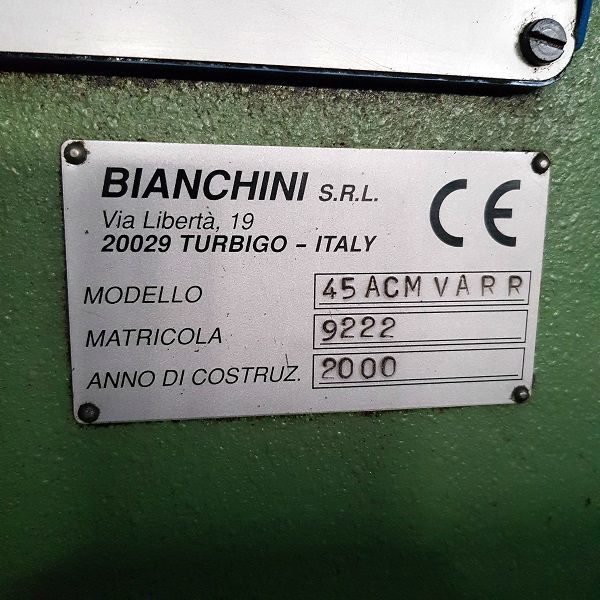 BIANCHINI S.R.L.
Via Libertà, 19
20029 TURBIGO - ITALY
CE
MODELLO 45 ACM VARR
MATRICOLA 9222
ANNO DI COSTRUZ. 2000